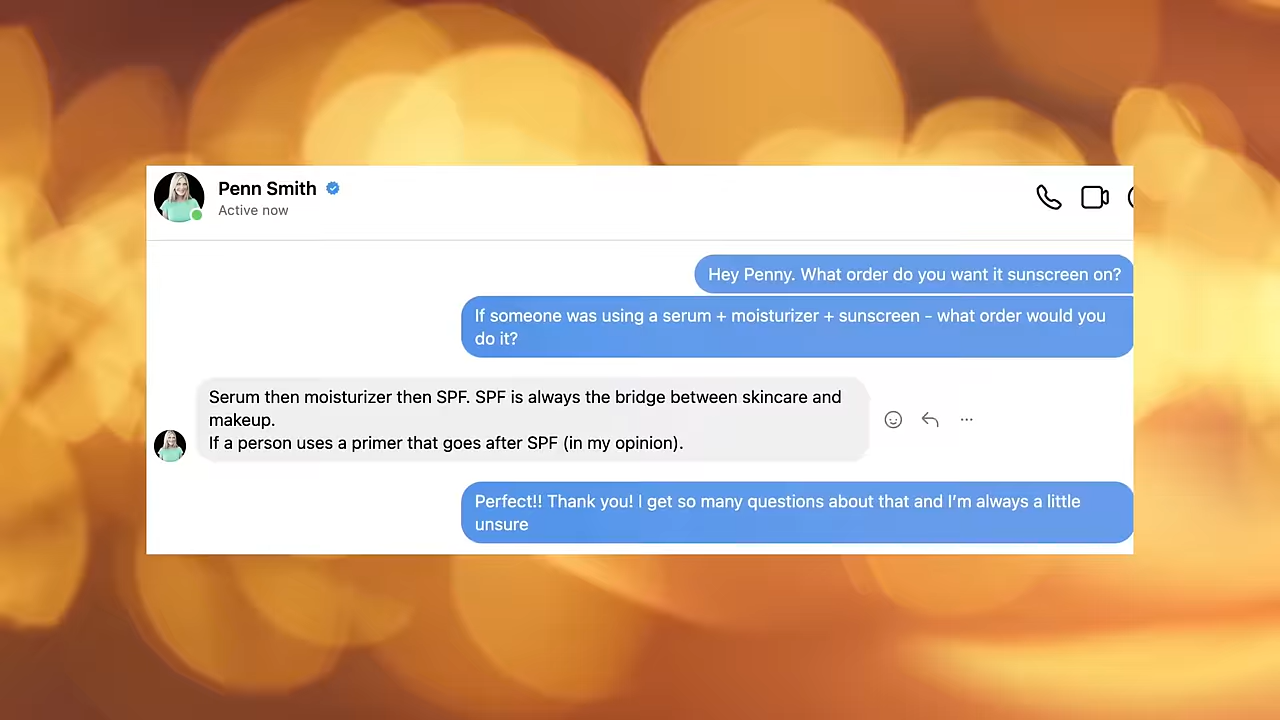 Penn Smith
Active now
Hey Penny. What order do you want it sunscreen on?
If someone was using a serum + moisturizer + sunscreen - what order would you
do it?
Serum then moisturizer then SPF. SPF is always the bridge between skincare and
makeup.
If a person uses a primer that goes after SPF (in my opinion).
Perfect!! Thank you! I get so many questions about that and I’m always a little
unsure